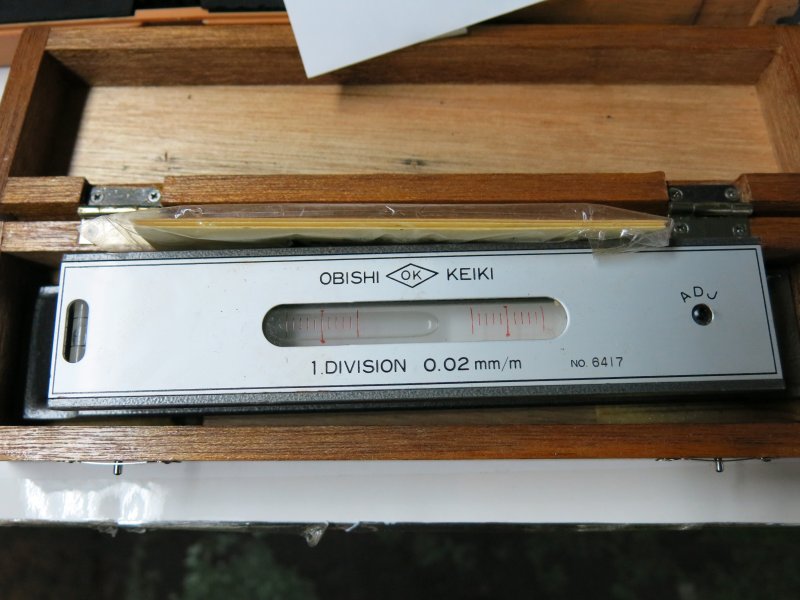 OBISHI OK KEIKI
ADJ
1.DIVISION 0.02 mm/m NO. 6417